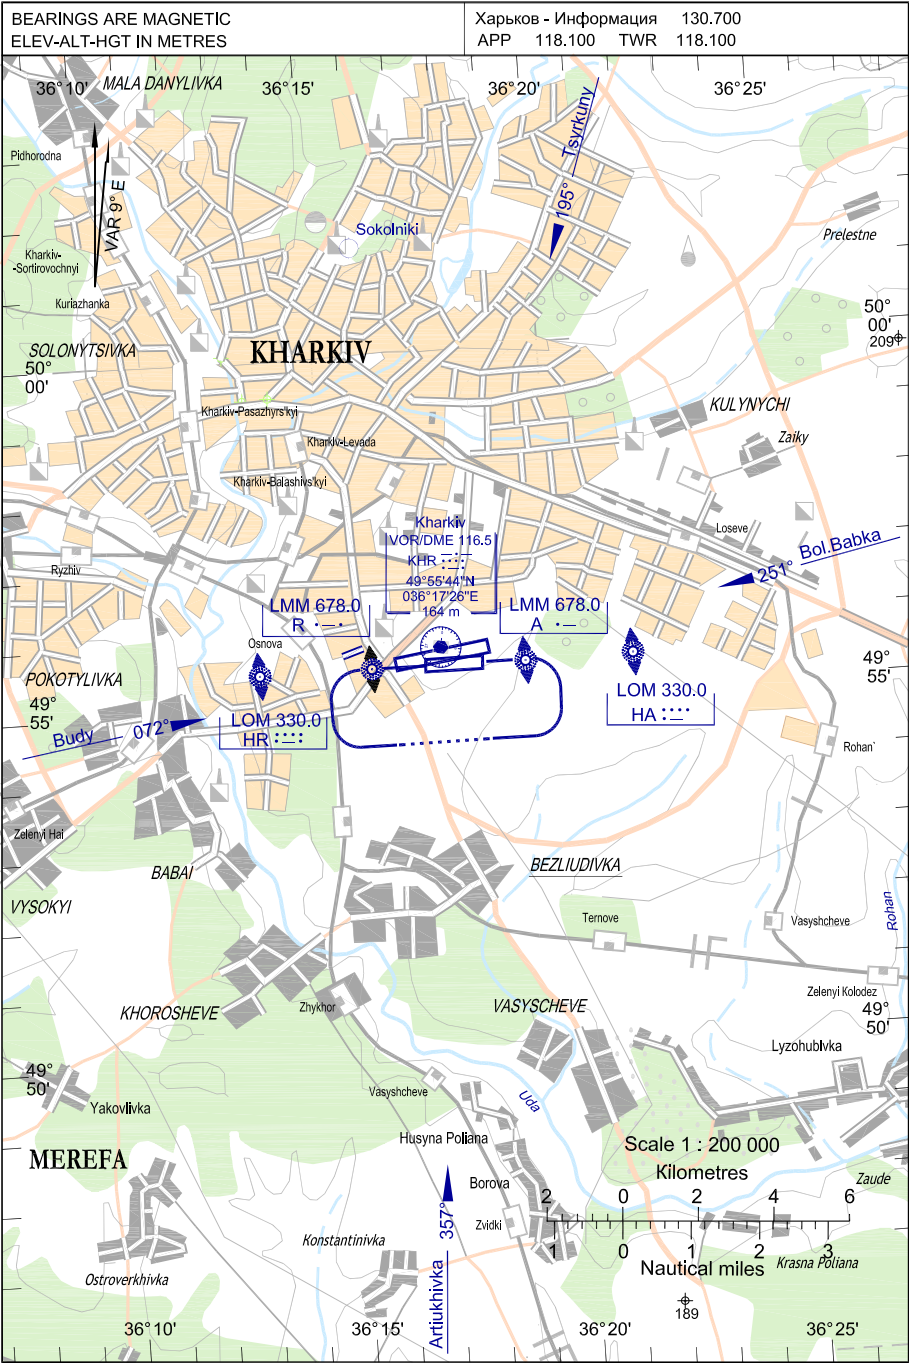 BEARINGS ARE MAGNETIC
ELEV-ALT-HGT IN METRES
Харьков - Информация 130.700
APP 118.100 TWR 118.100
36°10'
MALA DANYLIVKA
36°15'
36°20'
36°25'
Pidhorodna
VAR 9° E
195° Tsyrkuny
Sokolniki
Prelestne
Kharkiv-
-Sortirovochnyi
Kuriazhanka
50°
00'
209
SOLONYTSIVKA
50°
00'
KHARKIV
Kharkiv-Pasazhyrs'kyi
KULYNYCHI
Zaiky
Kharkiv-Levada
Kharkiv-Balashivs'kyi
Kharkiv
VOR/DME 116.5
KHR
49°55'44"N
036°17'26"E
164 m
Loseve
251° Bol.Babka
Ryzhiv
LMM 678.0
R
LMM 678.0
A
Osnova
49°
55'
POKOTYLIVKA
49°
55'
LOM 330.0
HR
LOM 330.0
HA
Budy 072°
Rohan`
Zelenyi Hai
BABAI
BEZLIUDIVKA
VYSOKYI
Ternove
Vasyshcheve
Rohan
Zelenyi Kolodez
KHOROSHEVE
Zhykhor
VASYSCHEVE
49°
50'
Lyzohublvka
49°
50'
Yakovlivka
Vasyshcheve
Uda
Husyna Poliana
MEREFA
Borova
Zvidki
Scale 1 : 200 000
Kilometres
2 0 2 4 6
1 0 1 2 3
Nautical miles
Zaude
Krasna Poliana
Konstantinivka
Ostroverkhivka
Artiukhivka 357°
189
36°10'
36°15'
36°20'
36°25'